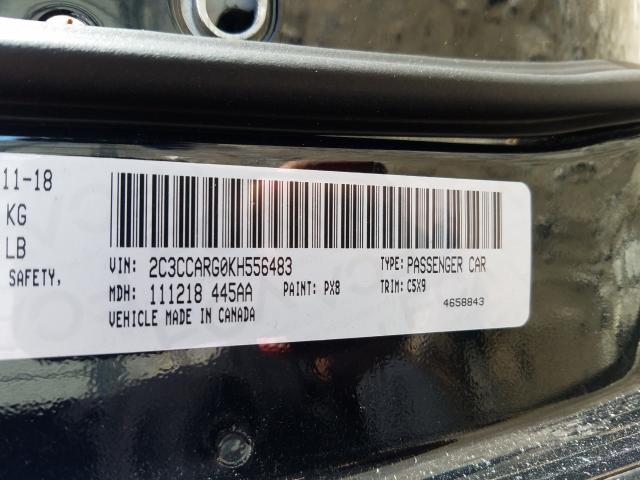 11-18
KG
LB
SAFETY,
VIN: 2C3CCARG0KH556483 TYPE: PASSENGER CAR
MDH: 111218 445AA PAINT: PX8 TRIM: C5X9
VEHICLE MADE IN CANADA 4658843